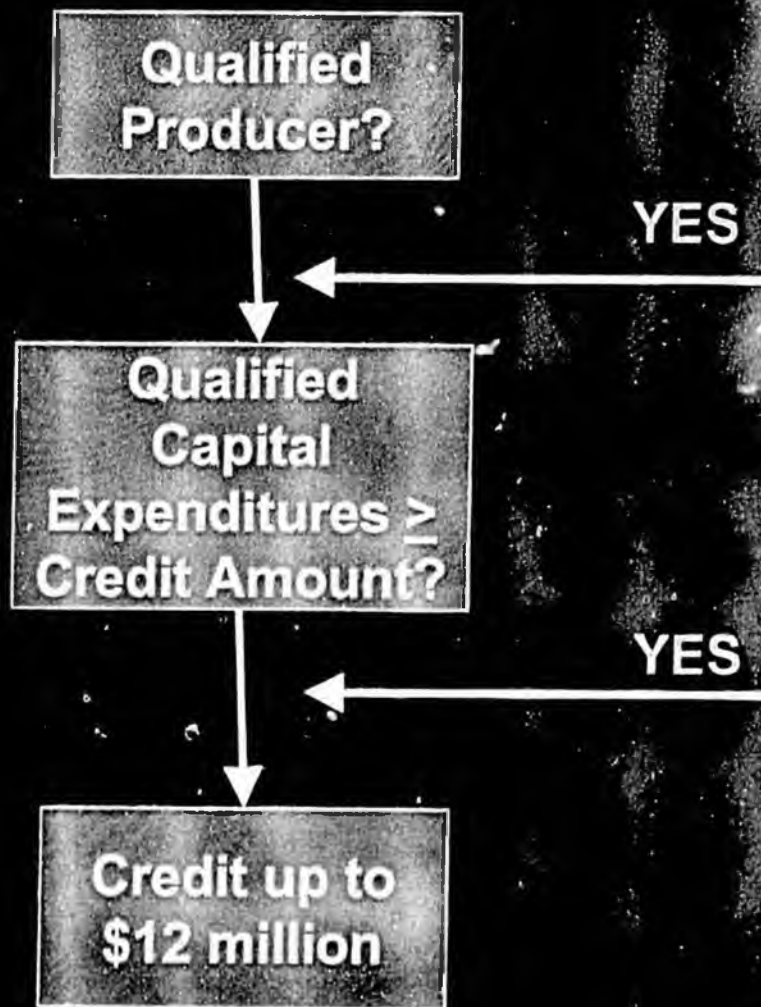 Qualified
Producer?
YES
Qualified
Capital
Expenditures ≥
Credit Amount?
YES
Credit up to
$12 million